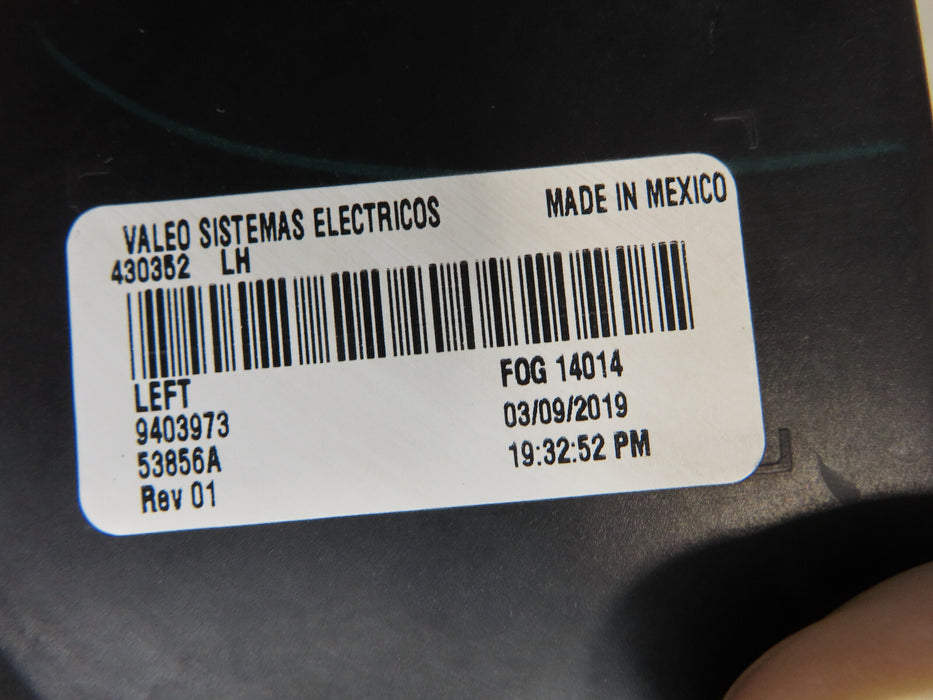 VALEO SISTEMAS ELECTRICOS MADE IN MEXICO
430352 LH
LEFT FOG 14014
9403973 03/09/2019
53856A 19:32:52 PM
Rev 01